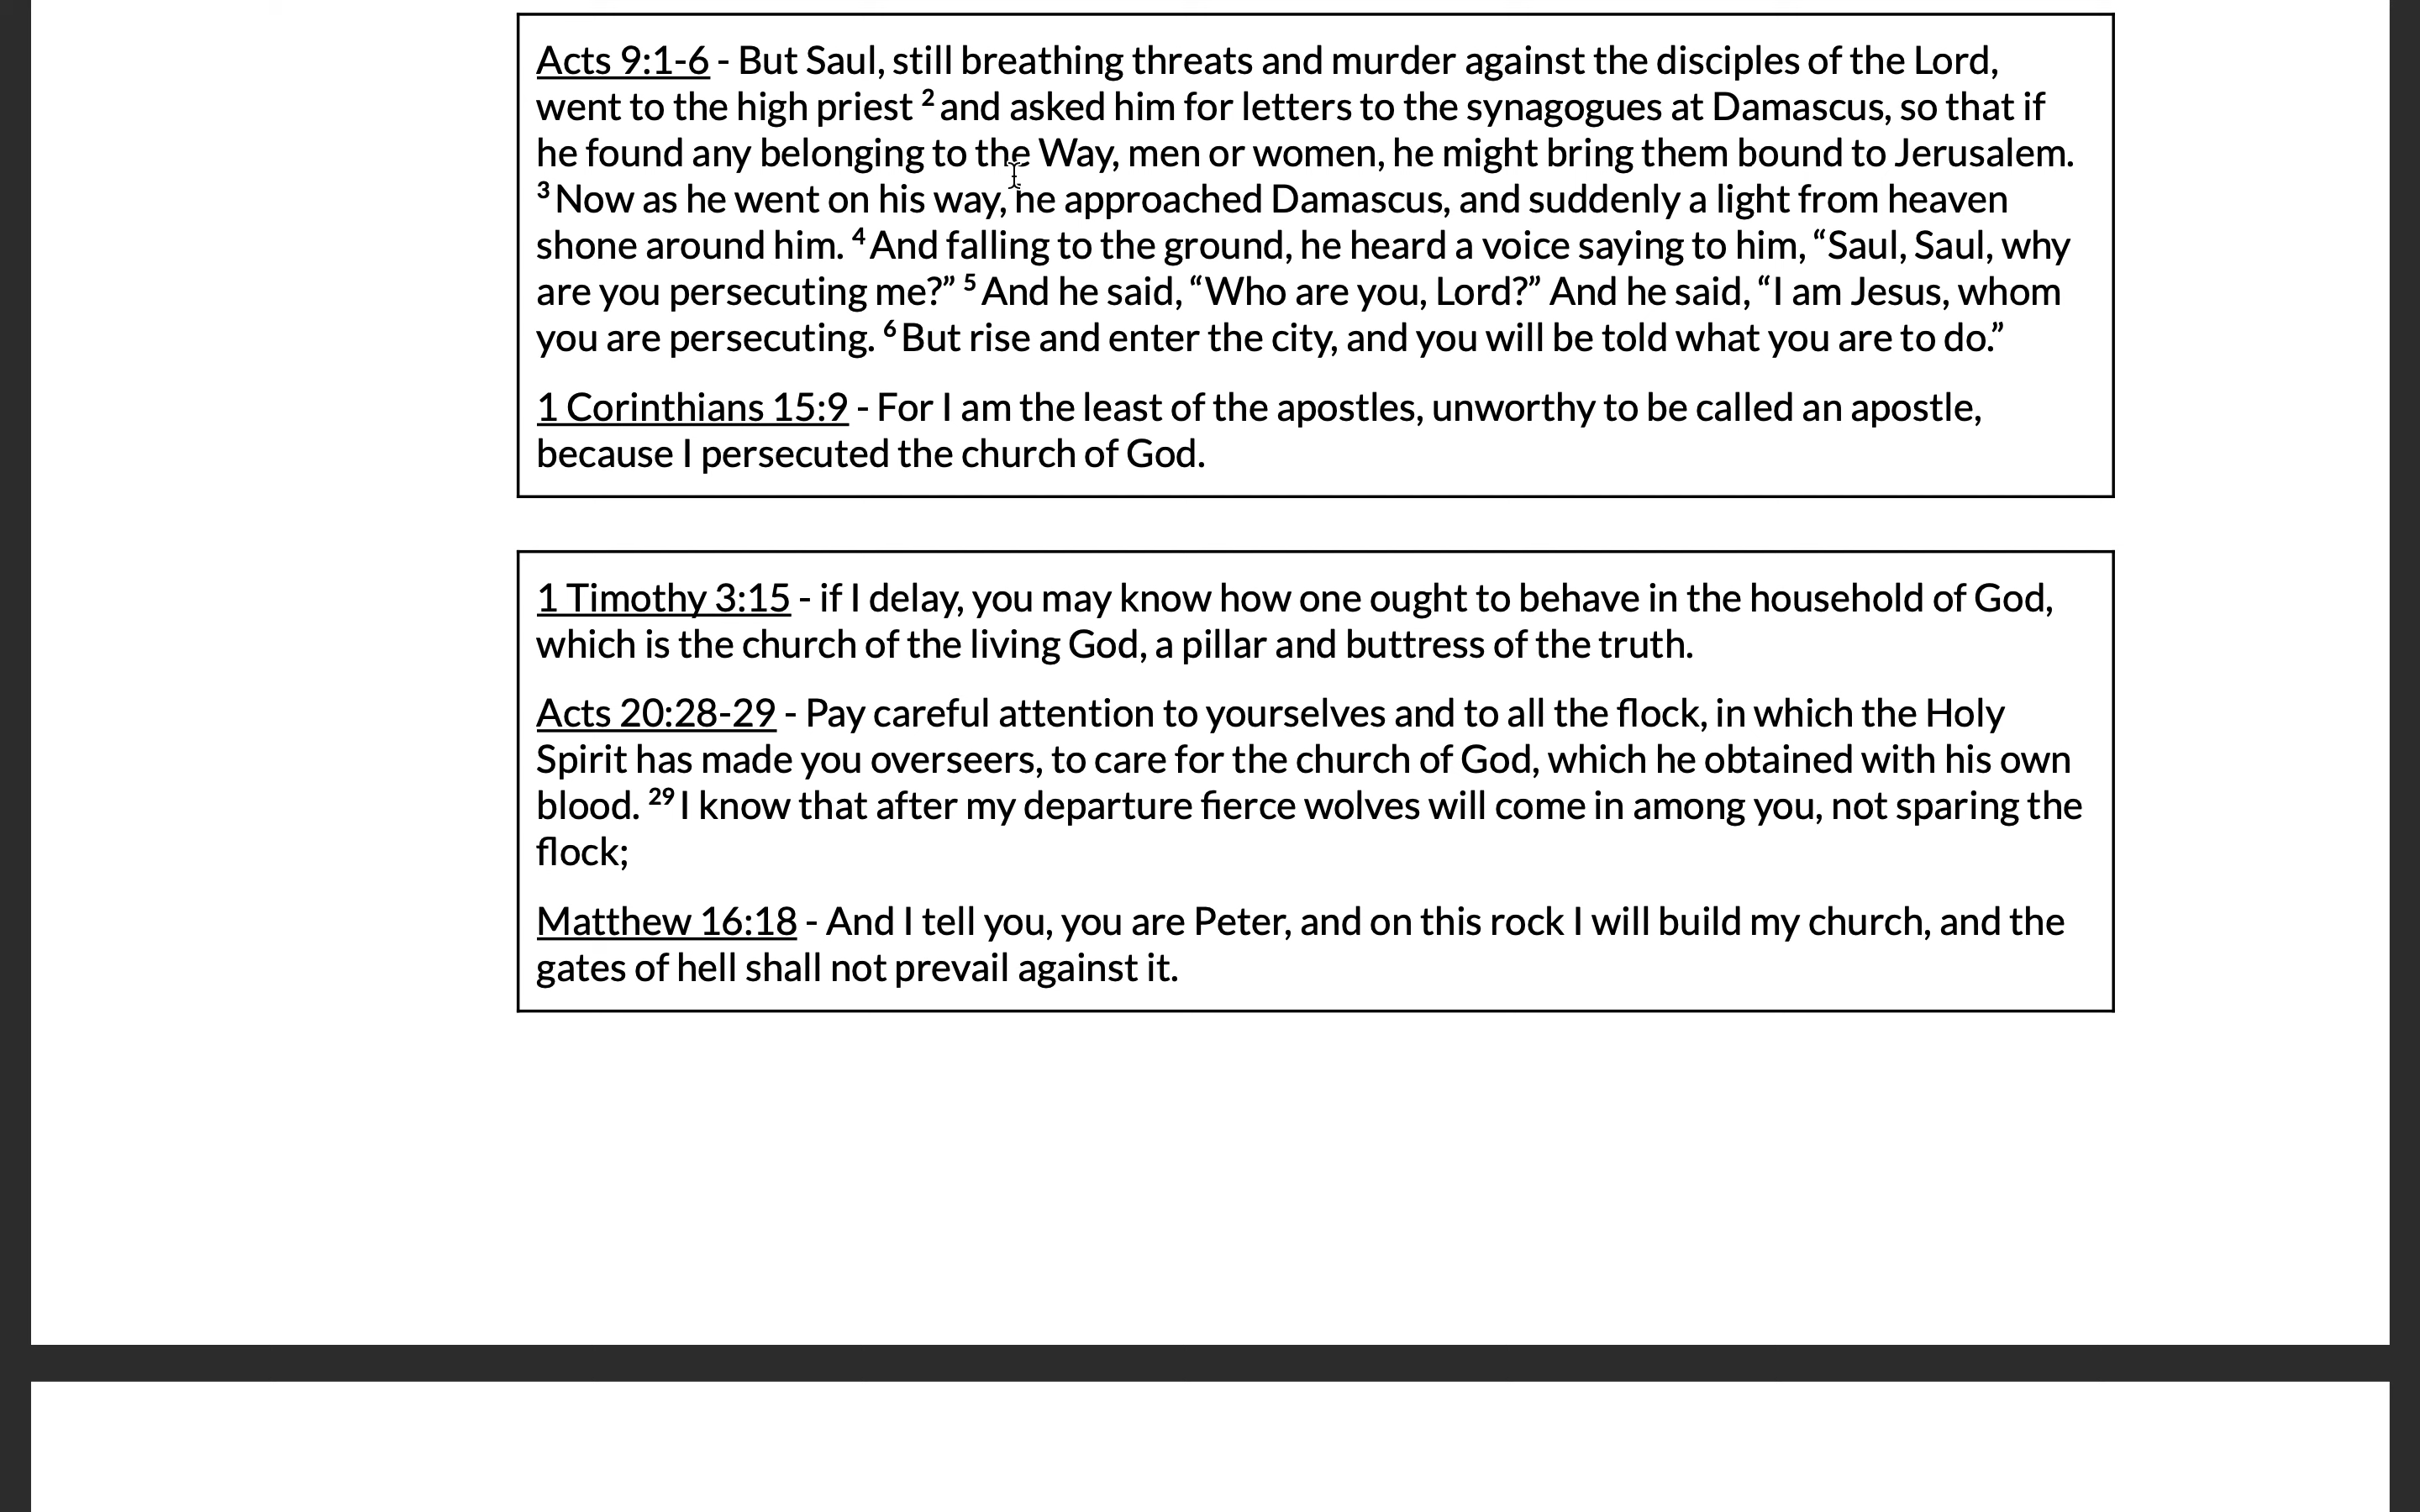 Acts 9:1-6 - But Saul, still breathing threats and murder against the disciples of the Lord,
went to the high priest ² and asked him for letters to the synagogues at Damascus, so that if
he found any belonging to the Way, men or women, he might bring them bound to Jerusalem.
³ Now as he went on his way, he approached Damascus, and suddenly a light from heaven
shone around him. ⁴ And falling to the ground, he heard a voice saying to him, “Saul, Saul, why
are you persecuting me?” ⁵ And he said, “Who are you, Lord?” And he said, “I am Jesus, whom
you are persecuting. ⁶ But rise and enter the city, and you will be told what you are to do.”
1 Corinthians 15:9 - For I am the least of the apostles, unworthy to be called an apostle,
because I persecuted the church of God.
1 Timothy 3:15 - if I delay, you may know how one ought to behave in the household of God,
which is the church of the living God, a pillar and buttress of the truth.
Acts 20:28-29 - Pay careful attention to yourselves and to all the flock, in which the Holy
Spirit has made you overseers, to care for the church of God, which he obtained with his own
blood. ²⁹ I know that after my departure fierce wolves will come in among you, not sparing the
flock;
Matthew 16:18 - And I tell you, you are Peter, and on this rock I will build my church, and the
gates of hell shall not prevail against it.